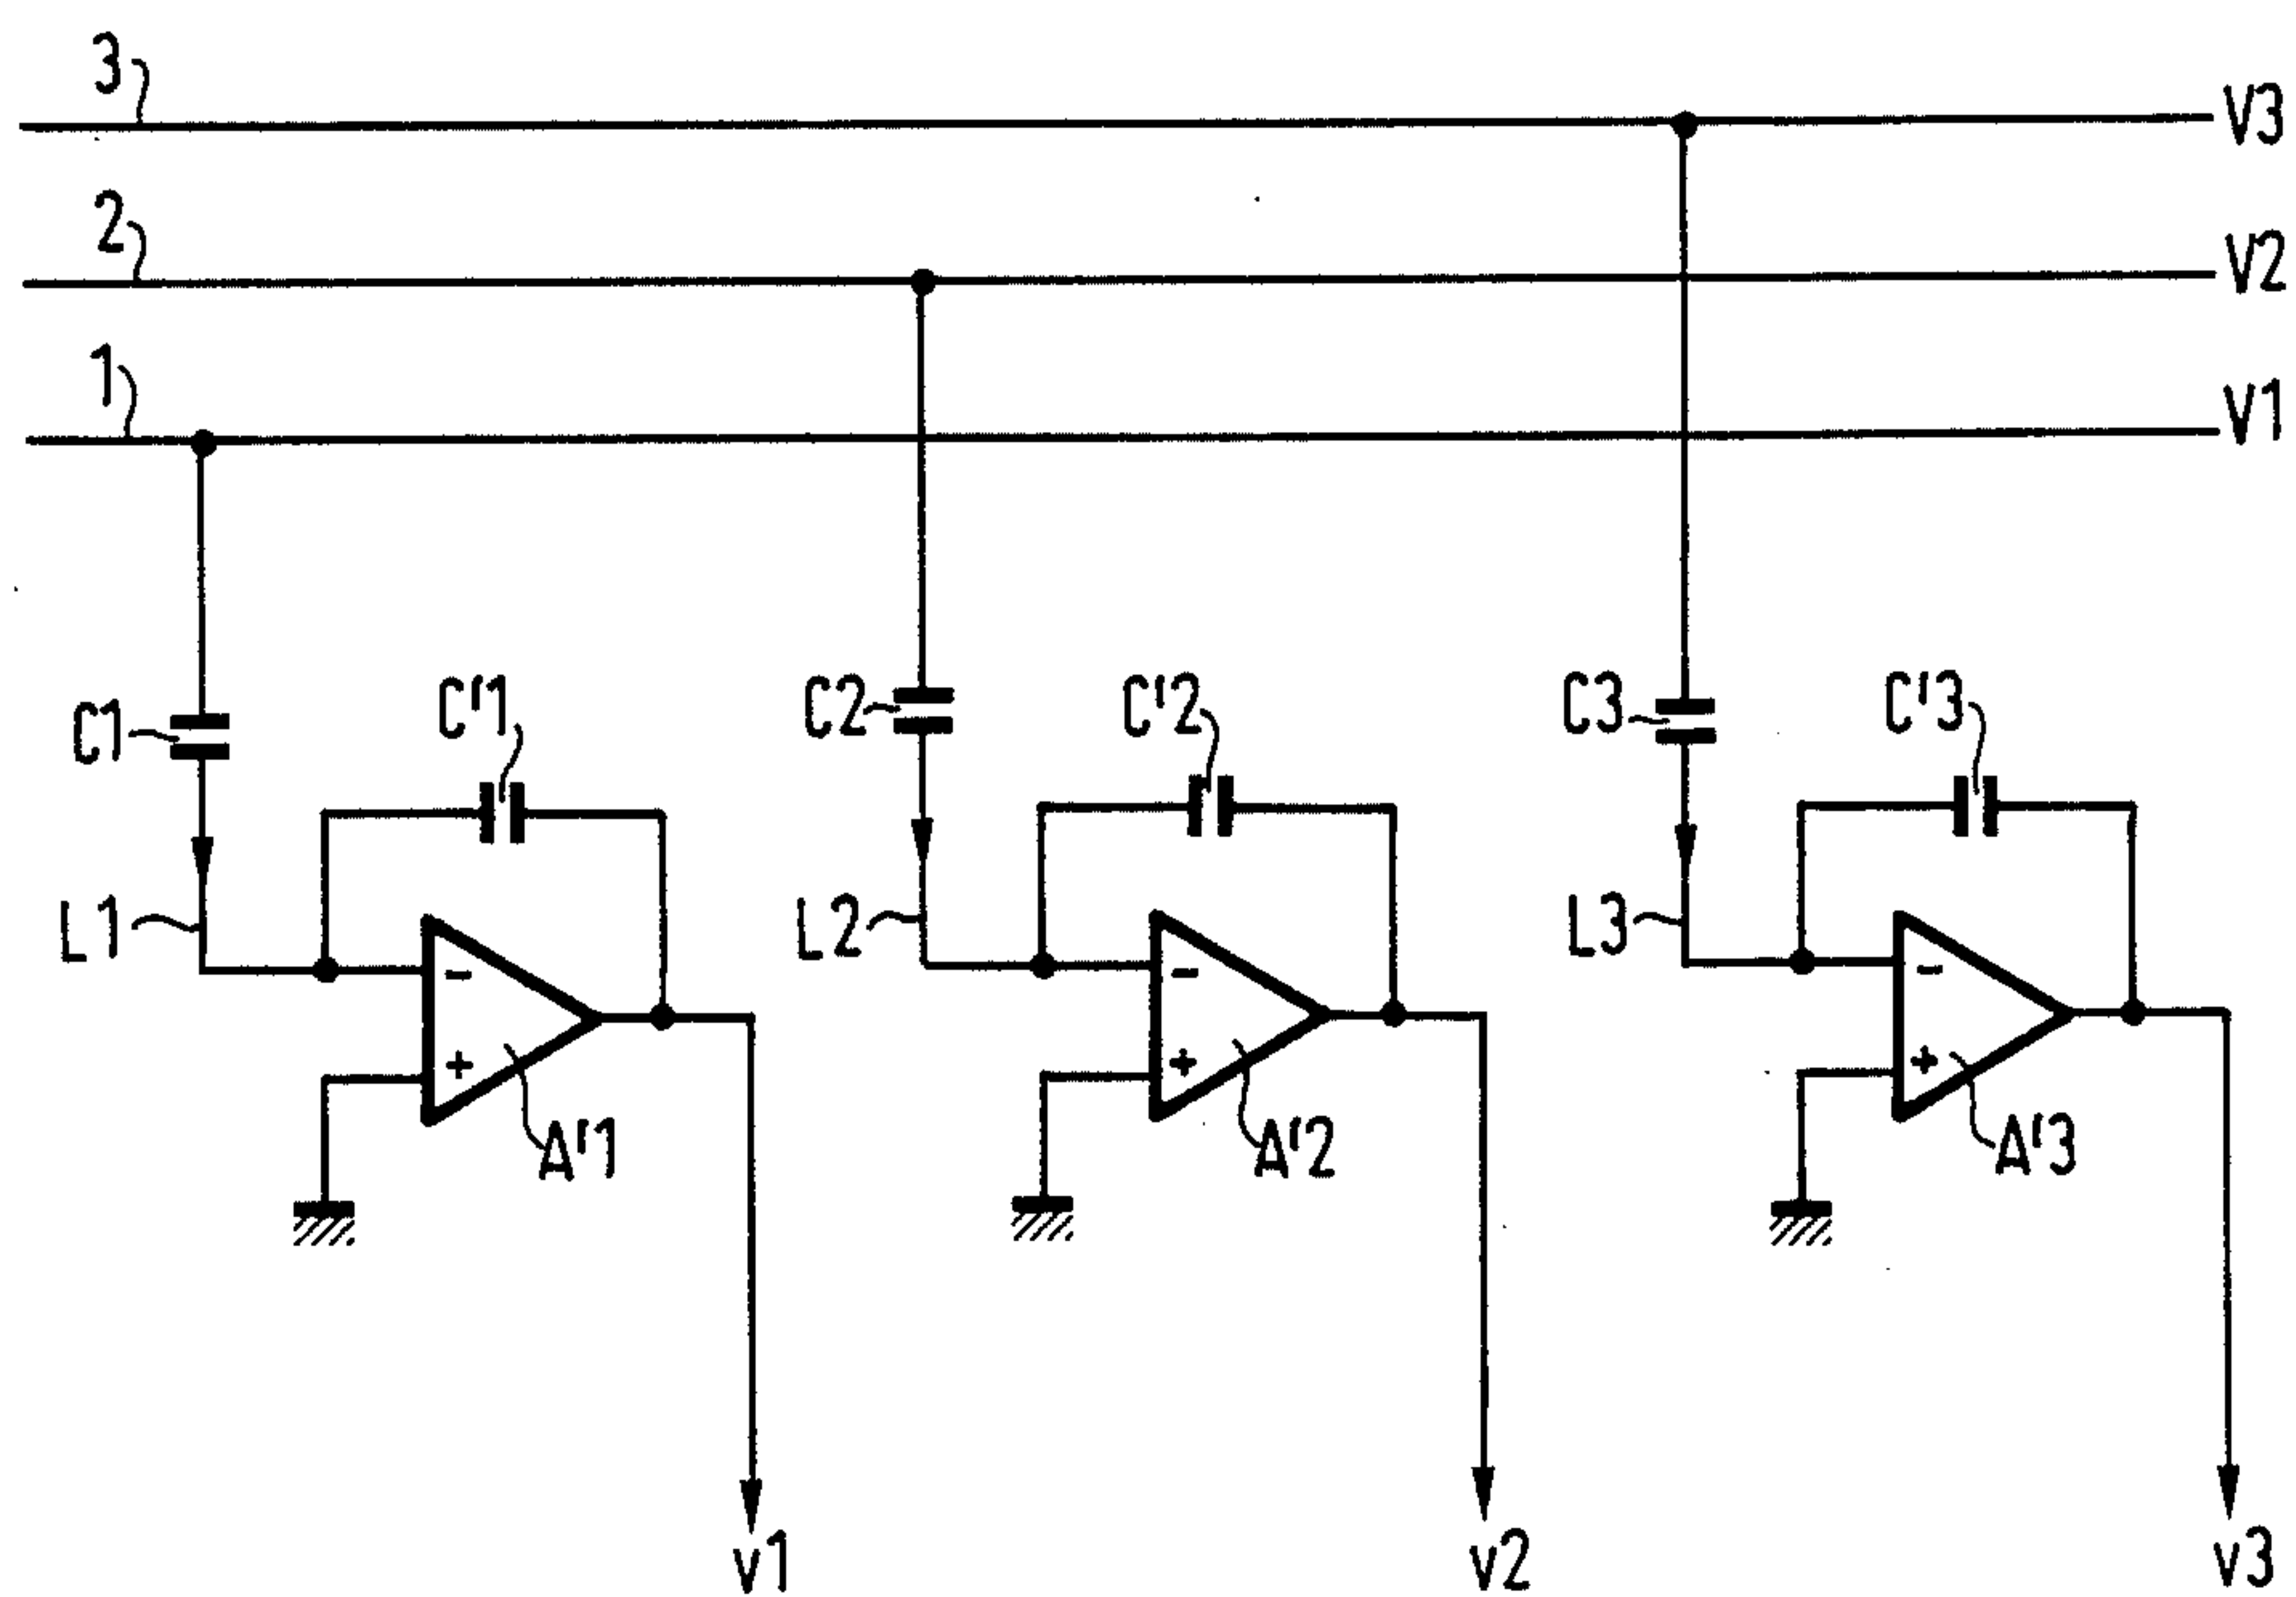 3
V3
2
V2
1
V1
C1
C'1
C2
C'2
C3
C'3
L1
L2
L3
-
-
-
+
+
+
A'1
A'2
A'3
v1
v2
v3